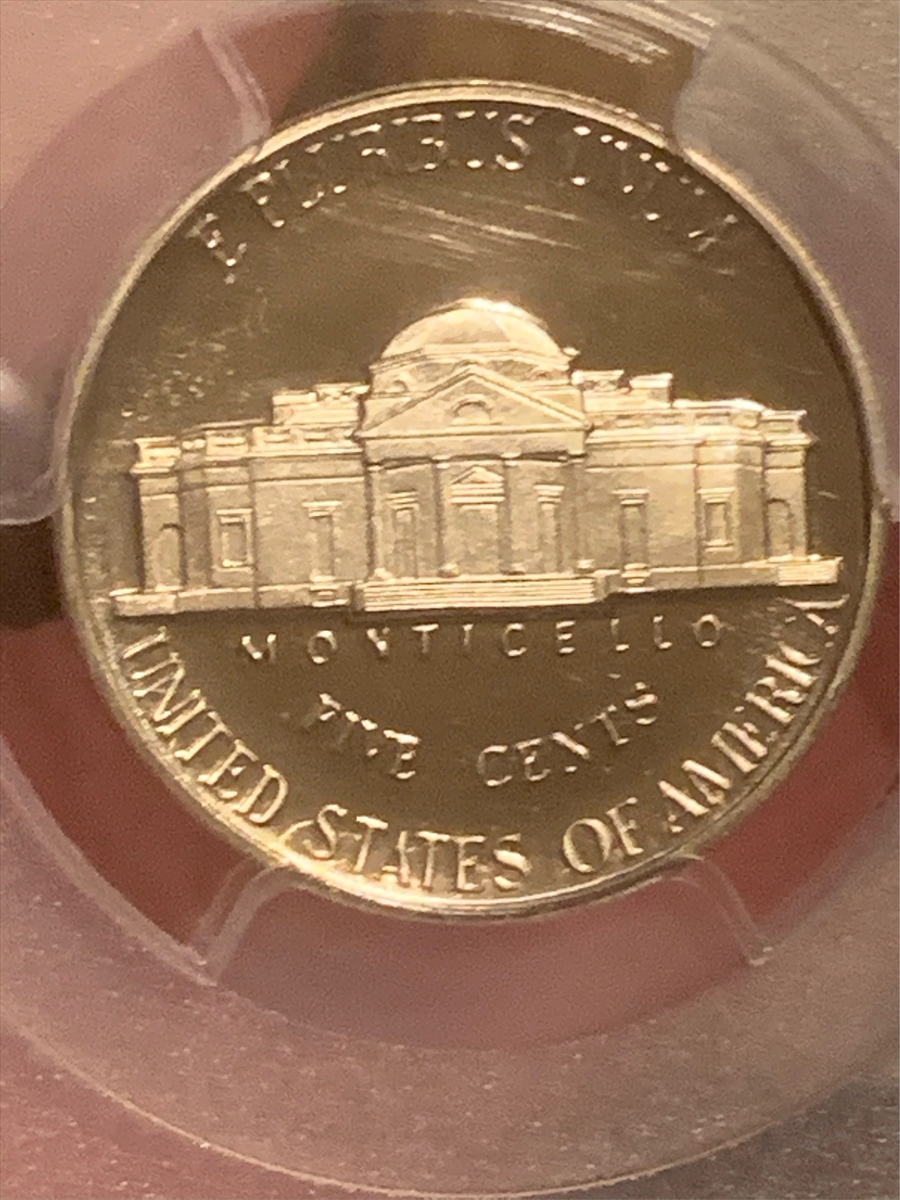 E PLURIBUS UNUM
MONTICELLO
FIVE CENTS
UNITED STATES OF AMERICA